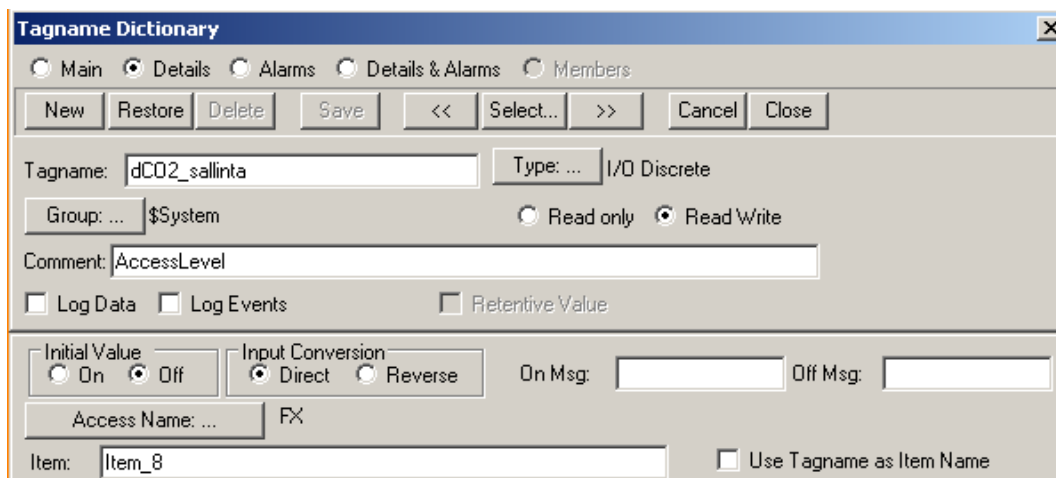 Tagname Dictionary
Main Details Alarms Details & Alarms Members
New Restore Delete Save << Select... >> Cancel Close
Tagname: dCO2_sallinta Type: ... I/O Discrete
Group: ... $System Read only Read Write
Comment: AccessLevel
Log Data Log Events Retentive Value
Initial Value Input Conversion
On Off Direct Reverse On Msg: Off Msg:
Access Name: ... FX
Item: Item_8 Use Tagname as Item Name